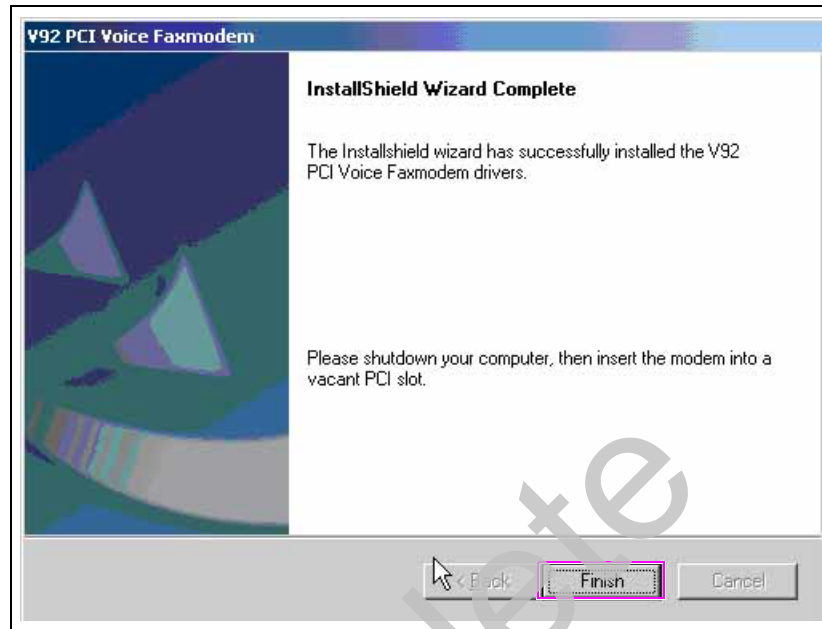 V92 PCI Voice Faxmodem
InstallShield Wizard Complete
The Installshield wizard has successfully installed the V92
PCI Voice Faxmodem drivers.
Please shutdown your computer, then insert the modem into a
vacant PCI slot.
< Back
Finish
Cancel